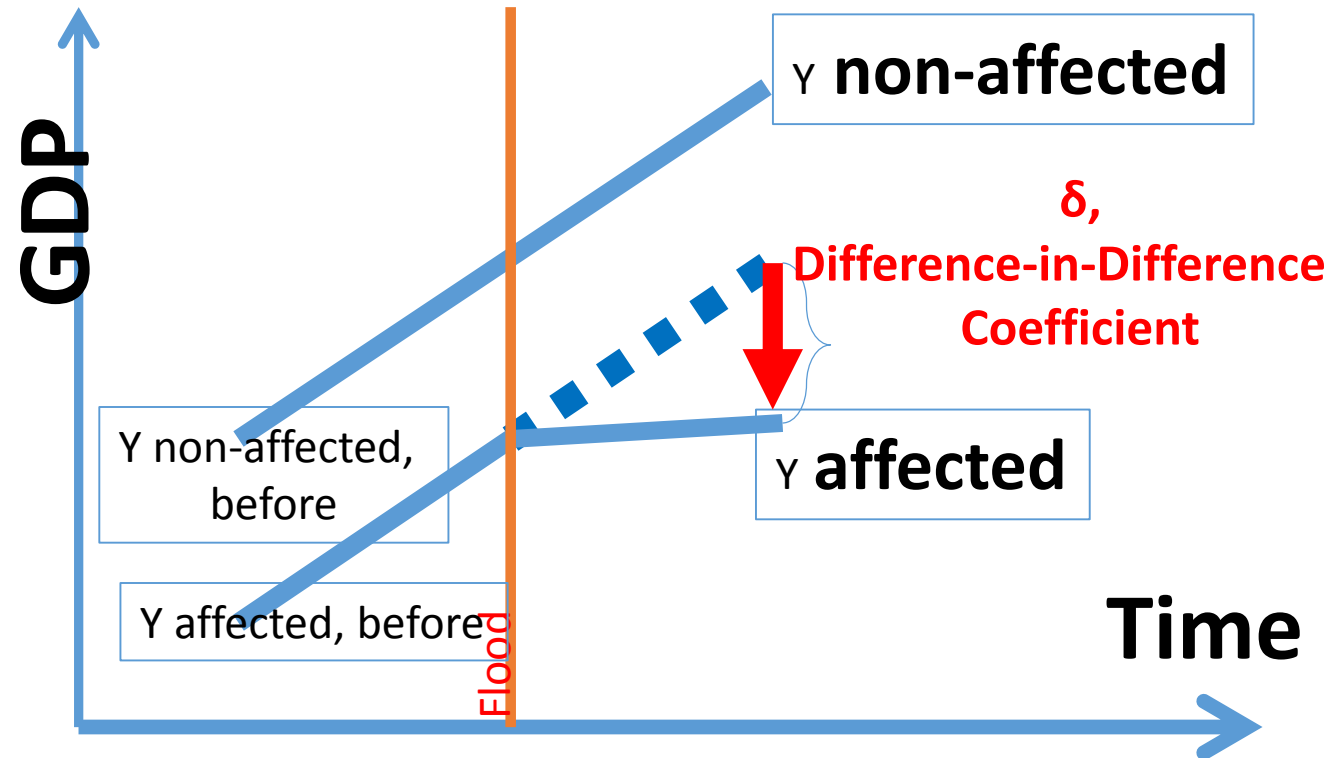 GDP
Y non-affected
δ,
Difference-in-Difference
Coefficient
Y non-affected,
before
Y affected
Y affected, before
Flood
Time